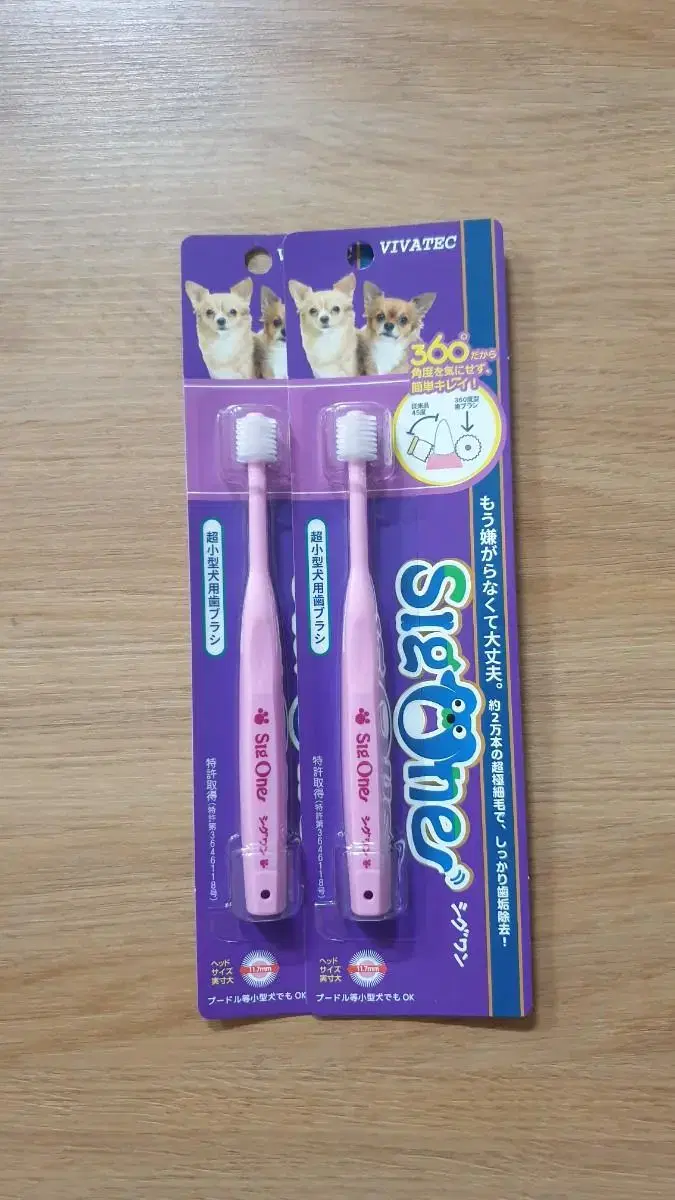 VIVATEC
360°だから
角度を気にせず、
簡単キレイ！
従来品
45度
360度型
歯ブラシ
もう嫌がらなくて大丈夫。
約2万本の超極細毛で、しっかり歯垢除去！
SigOne
シグワン
超小型犬用歯ブラシ
SigOne シグワン
特許取得(特許第3646118号)
ヘッド
サイズ
実寸大
11.7mm
プードル等小型犬でもOK
V
超小型犬用歯ブラシ
SigOne シグワン
特許取得(特許第3646118号)
ヘッド
サイズ
実寸大
11.7mm
プードル等小型犬でもOK